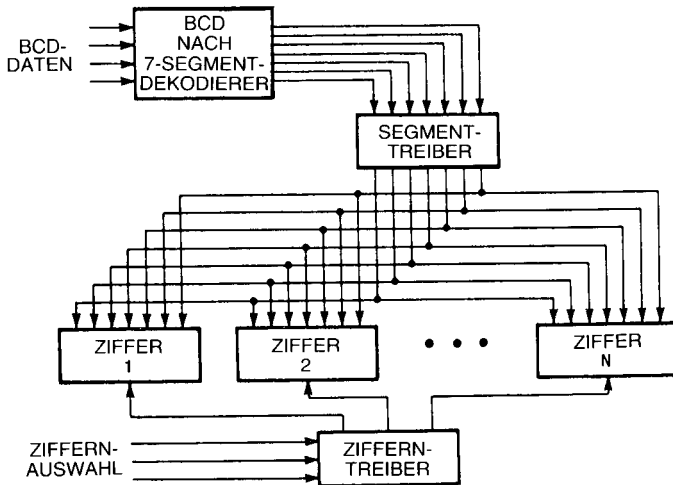 BCD-
DATEN
BCD
NACH
7-SEGMENT-
DEKODIERER
SEGMENT-
TREIBER
ZIFFER
1
ZIFFER
2
ZIFFER
N
ZIFFERN-
AUSWAHL
ZIFFERN-
TREIBER